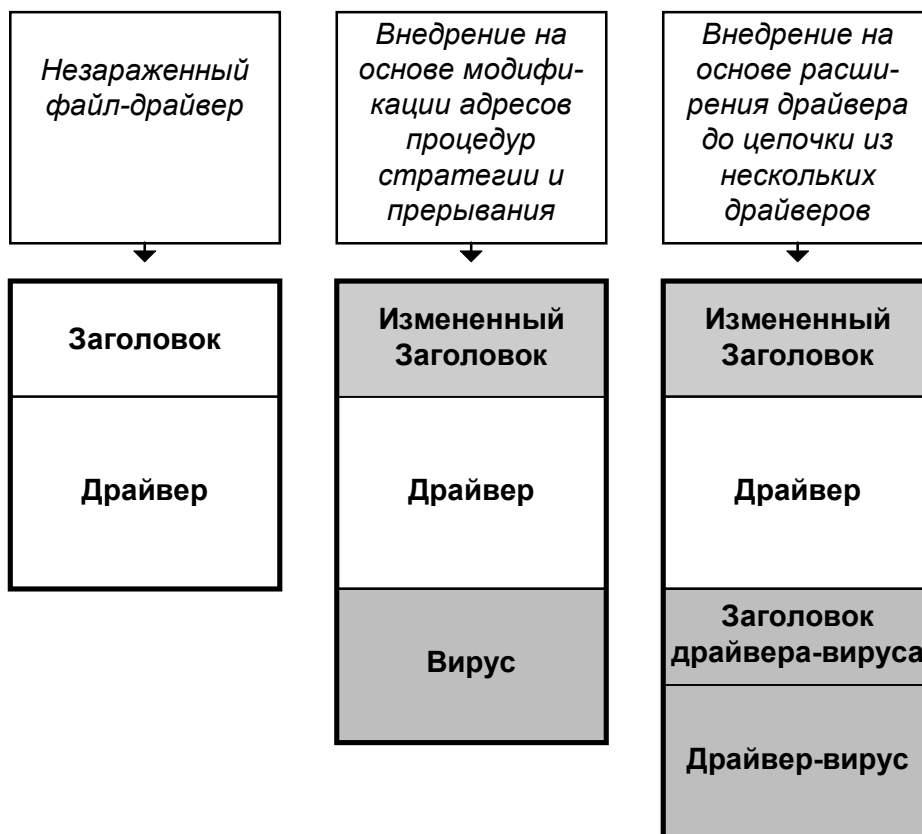 Незараженный
файл-драйвер
Внедрение на
основе модифи-
кации адресов
процедур
стратегии и
прерывания
Внедрение на
основе расши-
рения драйвера
до цепочки из
нескольких
драйверов
Заголовок
Драйвер
Измененный
Заголовок
Драйвер
Вирус
Измененный
Заголовок
Драйвер
Заголовок
драйвера-вируса
Драйвер-вирус